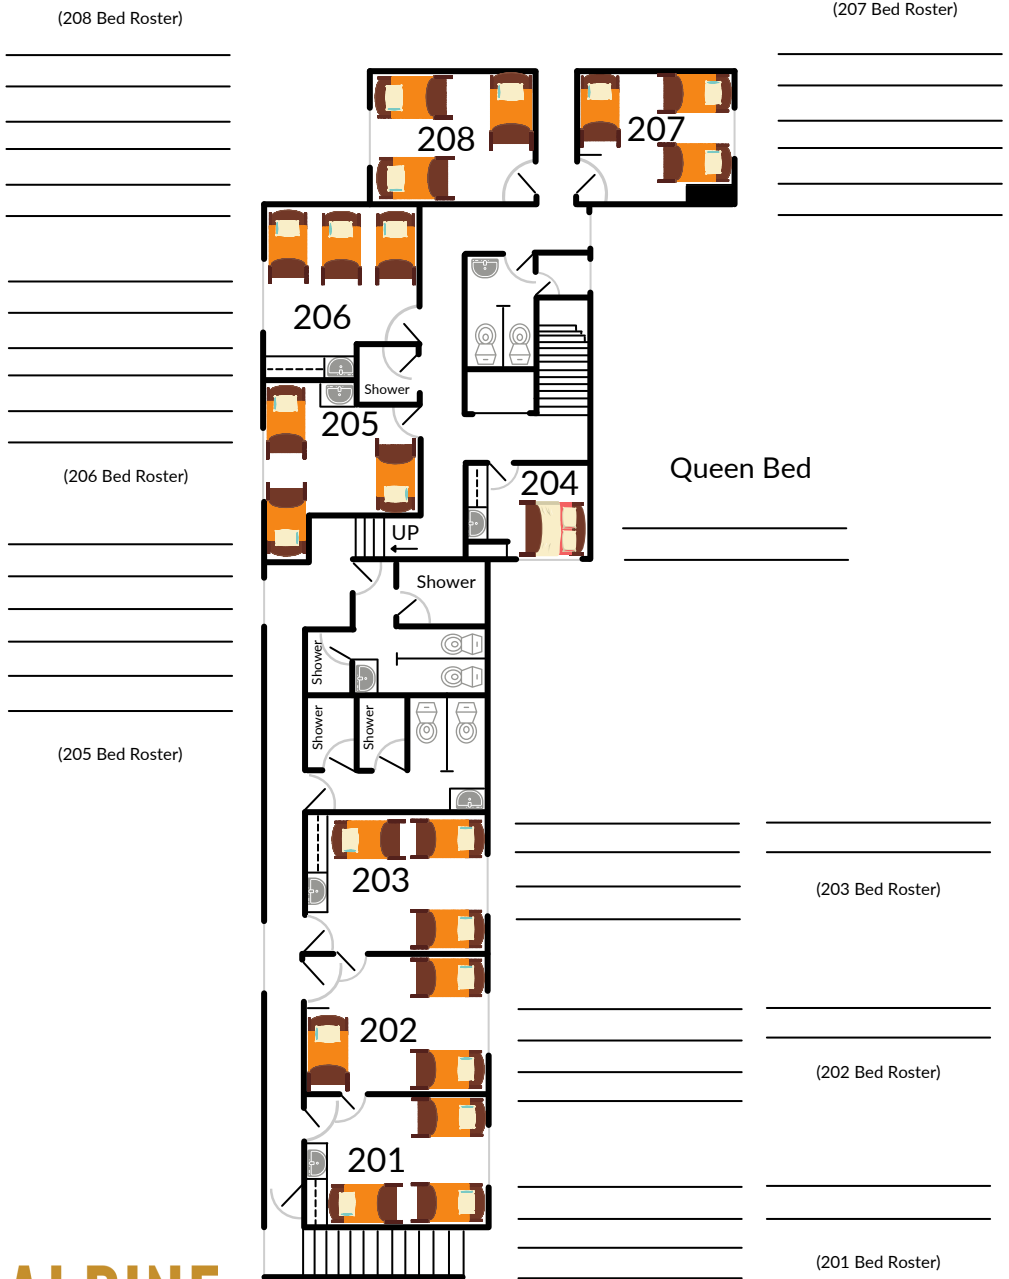 (208 Bed Roster)
(207 Bed Roster)
208
207
206
Shower
205
(206 Bed Roster)
204
Queen Bed
UP
Shower
Shower
Shower
Shower
(205 Bed Roster)
203
(203 Bed Roster)
202
(202 Bed Roster)
201
(201 Bed Roster)
ALPINE